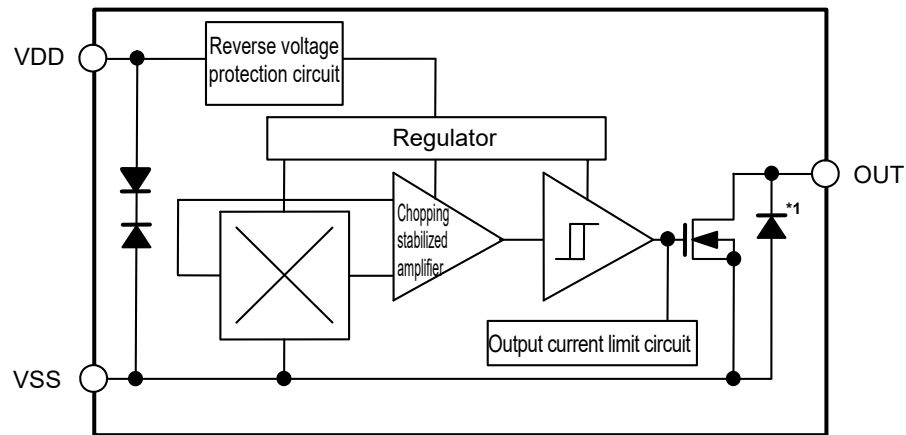 VDD
Reverse voltage
protection circuit
Regulator
OUT
*1
Chopping
stabilized
amplifier
Output current limit circuit
VSS